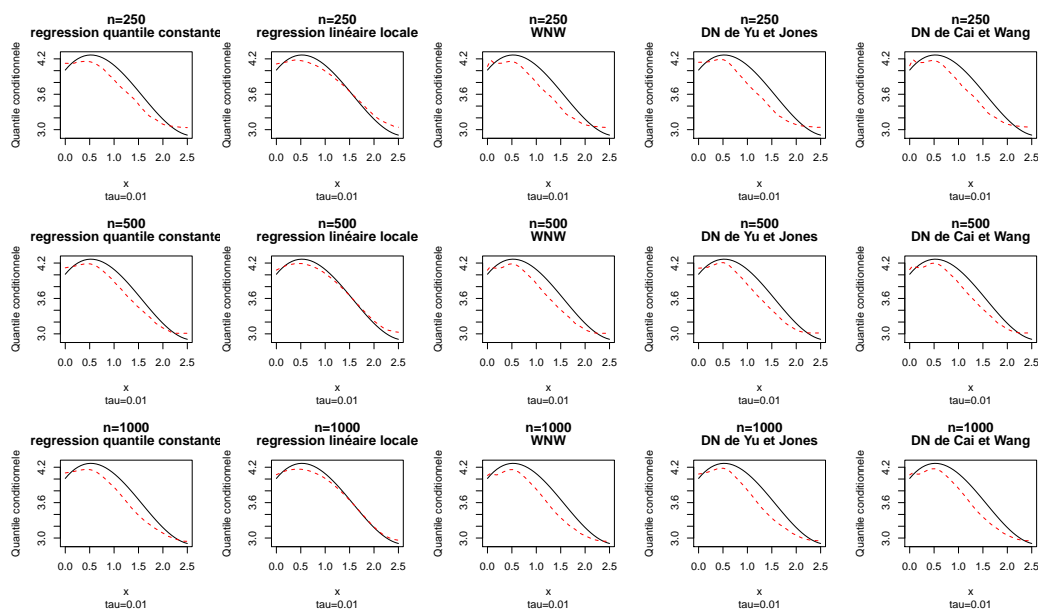 n=250
regression quantile constante
Quantile conditionnele
4.2
3.6
3.0
0.0 0.5 1.0 1.5 2.0 2.5
x
tau=0.01
n=250
regression linéaire locale
Quantile conditionnele
4.2
3.6
3.0
0.0 0.5 1.0 1.5 2.0 2.5
x
tau=0.01
n=250
WNW
Quantile conditionnele
4.2
3.6
3.0
0.0 0.5 1.0 1.5 2.0 2.5
x
tau=0.01
n=250
DN de Yu et Jones
Quantile conditionnele
4.2
3.6
3.0
0.0 0.5 1.0 1.5 2.0 2.5
x
tau=0.01
n=250
DN de Cai et Wang
Quantile conditionnele
4.2
3.6
3.0
0.0 0.5 1.0 1.5 2.0 2.5
x
tau=0.01
n=500
regression quantile constante
Quantile conditionnele
4.2
3.6
3.0
0.0 0.5 1.0 1.5 2.0 2.5
x
tau=0.01
n=500
regression linéaire locale
Quantile conditionnele
4.2
3.6
3.0
0.0 0.5 1.0 1.5 2.0 2.5
x
tau=0.01
n=500
WNW
Quantile conditionnele
4.2
3.6
3.0
0.0 0.5 1.0 1.5 2.0 2.5
x
tau=0.01
n=500
DN de Yu et Jones
Quantile conditionnele
4.2
3.6
3.0
0.0 0.5 1.0 1.5 2.0 2.5
x
tau=0.01
n=500
DN de Cai et Wang
Quantile conditionnele
4.2
3.6
3.0
0.0 0.5 1.0 1.5 2.0 2.5
x
tau=0.01
n=1000
regression quantile constante
Quantile conditionnele
4.2
3.6
3.0
0.0 0.5 1.0 1.5 2.0 2.5
x
tau=0.01
n=1000
regression linéaire locale
Quantile conditionnele
4.2
3.6
3.0
0.0 0.5 1.0 1.5 2.0 2.5
x
tau=0.01
n=1000
WNW
Quantile conditionnele
4.2
3.6
3.0
0.0 0.5 1.0 1.5 2.0 2.5
x
tau=0.01
n=1000
DN de Yu et Jones
Quantile conditionnele
4.2
3.6
3.0
0.0 0.5 1.0 1.5 2.0 2.5
x
tau=0.01
n=1000
DN de Cai et Wang
Quantile conditionnele
4.2
3.6
3.0
0.0 0.5 1.0 1.5 2.0 2.5
x
tau=0.01